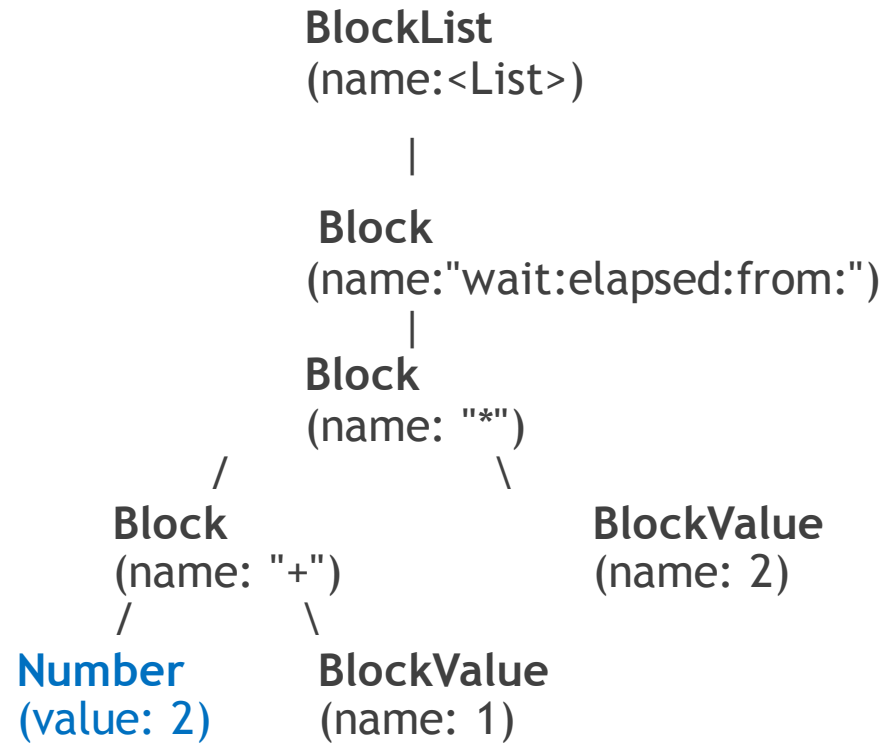 BlockList
(name:<List>)
|
Block
(name:"wait:elapsed:from:")
|
Block
(name: "*")
/ \
Block BlockValue
(name: "+") (name: 2)
/ \
Number BlockValue
(value: 2) (name: 1)